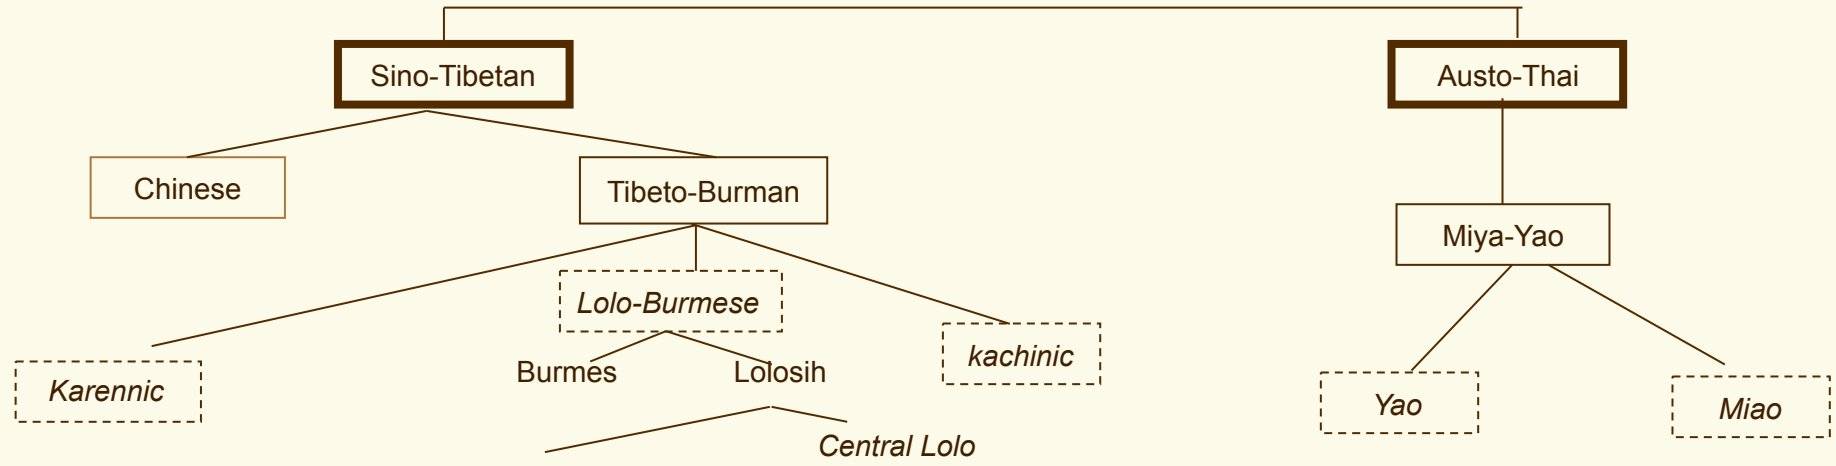 Sino-Tibetan
Austo-Thai
Chinese
Tibeto-Burman
Miya-Yao
Lolo-Burmese
kachinic
Burmes
Lolosih
Karennic
Yao
Miao
Central Lolo